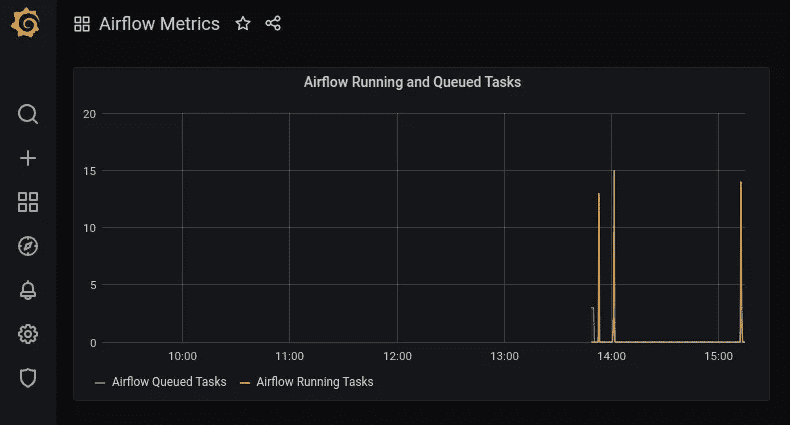 Airflow Metrics
Airflow Running and Queued Tasks
20
15
10
5
0
10:00 11:00 12:00 13:00 14:00 15:00
Airflow Queued Tasks Airflow Running Tasks